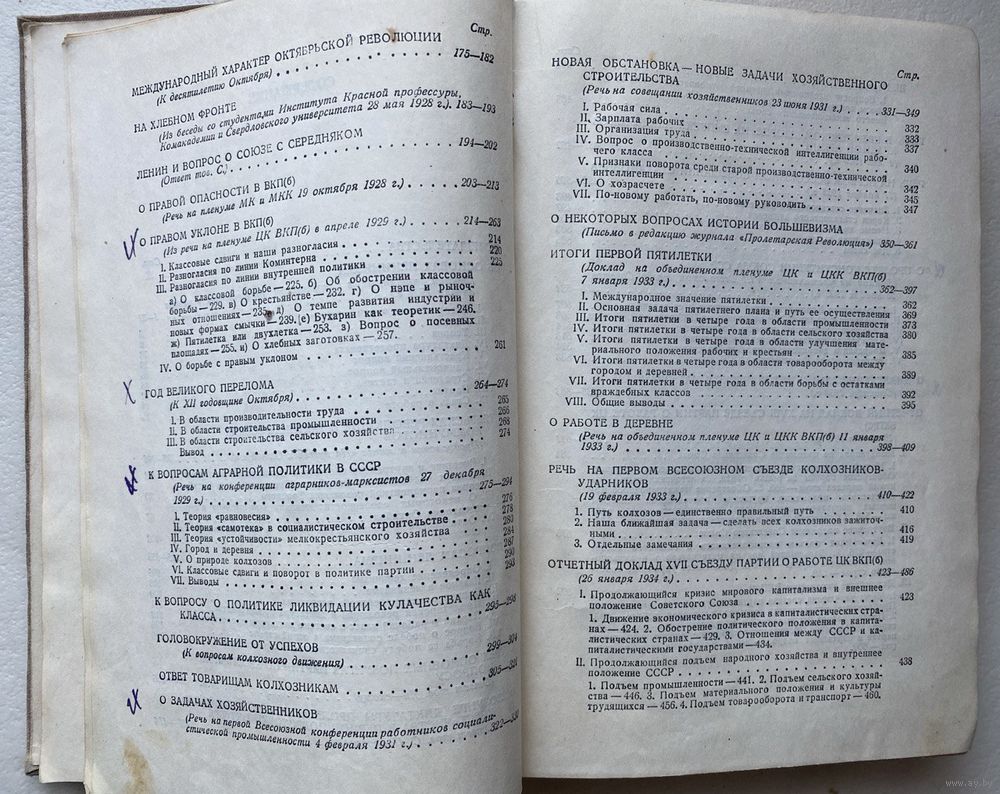 Стр.
МЕЖДУНАРОДНЫЙ ХАРАКТЕР ОКТЯБРЬСКОЙ РЕВОЛЮЦИИ
(К десятилетию Октября) 175—182
НА ХЛЕБНОМ ФРОНТЕ
(Из беседы со студентами Института Красной профессуры,
Комакадемии и Свердловского университета 28 мая 1928 г.). 183—193
ЛЕНИН И ВОПРОС О СОЮЗЕ С СЕРЕДНЯКОМ
(Ответ тов. С.) 194—202
О ПРАВОЙ ОПАСНОСТИ В ВКП(б)
(Речь на пленуме МК и МКК 19 октября 1928 г.) 203—213
О ПРАВОМ УКЛОНЕ В ВКП(б)
(Из речи на пленуме ЦК ВКП(б) в апреле 1929 г.) 214—263
I. Классовые сдвиги и наши разногласия 214
II. Разногласия по линии Коминтерна 220
III. Разногласия по линии внутренней политики 225
а) О классовой борьбе—225. б) Об обострении классовой
борьбы—229. в) О крестьянстве—232. г) О нэпе и рыноч-
ных отношениях—235. д) О темпе развития индустрии и
новых формах смычки—239. (е) Бухарин как теоретик—246.
ж) Пятилетка или двухлетка—253. з) Вопрос о посевных
площадях—255. и) О хлебных заготовках—257.
IV. О борьбе с правым уклоном 261
ГОД ВЕЛИКОГО ПЕРЕЛОМА
(К XII годовщине Октября) 264—274
I. В области производительности труда 265
II. В области строительства промышленности 266
III. В области строительства сельского хозяйства 268
Вывод 274
К ВОПРОСАМ АГРАРНОЙ ПОЛИТИКИ В СССР
(Речь на конференции аграрников-марксистов 27 декабря
1929 г.) 275—294
I. Теория «равновесия» 276
II. Теория «самотека» в социалистическом строительстве 278
III. Теория «устойчивости» мелкокрестьянского хозяйства 280
IV. Город и деревня 284
V. О природе колхозов 287
VI. Классовые сдвиги и поворот в политике партии 290
VII. Выводы 293
К ВОПРОСУ О ПОЛИТИКЕ ЛИКВИДАЦИИ КУЛАЧЕСТВА КАК
КЛАССА 295—298
ГОЛОВОКРУЖЕНИЕ ОТ УСПЕХОВ
(К вопросам колхозного движения) 299—304
ОТВЕТ ТОВАРИЩАМ КОЛХОЗНИКАМ 305—321
О ЗАДАЧАХ ХОЗЯЙСТВЕННИКОВ
(Речь на первой Всесоюзной конференции работников социали-
стической промышленности 4 февраля 1931 г.) 322—330
Стр.
НОВАЯ ОБСТАНОВКА — НОВЫЕ ЗАДАЧИ ХОЗЯЙСТВЕННОГО
СТРОИТЕЛЬСТВА
(Речь на совещании хозяйственников 23 июня 1931 г.) 331—349
I. Рабочая сила 332
II. Зарплата рабочих 333
III. Организация труда
IV. Вопрос о производственно-технической интеллигенции рабо-
чего класса 337
V. Признаки поворота среди старой производственно-технической
интеллигенции 340
VI. О хозрасчете 342
VII. По-новому работать, по-новому руководить 345
347
О НЕКОТОРЫХ ВОПРОСАХ ИСТОРИИ БОЛЬШЕВИЗМА
(Письмо в редакцию журнала «Пролетарская Революция») 350—361
ИТОГИ ПЕРВОЙ ПЯТИЛЕТКИ
(Доклад на объединенном пленуме ЦК и ЦКК ВКП(б)
7 января 1933 г.) 362—397
I. Международное значение пятилетки 362
II. Основная задача пятилетнего плана и путь ее осуществления 369
III. Итоги пятилетки в четыре года в области промышленности 373
IV. Итоги пятилетки в четыре года в области сельского хозяйства 380
V. Итоги пятилетки в четыре года в области улучшения мате-
риального положения рабочих и крестьян 385
VI. Итоги пятилетки в четыре года в области товарооборота между
городом и деревней 389
VII. Итоги пятилетки в четыре года в области борьбы с остатками
враждебных классов 392
VIII. Общие выводы 395
О РАБОТЕ В ДЕРЕВНЕ
(Речь на объединенном пленуме ЦК и ЦКК ВКП(б) 11 января
1933 г.) 398—409
РЕЧЬ НА ПЕРВОМ ВСЕСОЮЗНОМ СЪЕЗДЕ КОЛХОЗНИКОВ-
УДАРНИКОВ
(19 февраля 1933 г.) 410—422
1. Путь колхозов—единственно правильный путь 410
2. Наша ближайшая задача—сделать всех колхозников зажиточ-
ными 416
3. Отдельные замечания 419
ОТЧЕТНЫЙ ДОКЛАД XVII СЪЕЗДУ ПАРТИИ О РАБОТЕ ЦК ВКП(б)
(26 января 1934 г.) 423—486
I. Продолжающийся кризис мирового капитализма и внешнее
положение Советского Союза 423
1. Движение экономического кризиса в капиталистических стра-
нах—424. 2. Обострение политического положения в капита-
листических странах—429. 3. Отношения между СССР и ка-
питалистическими государствами—434.
II. Продолжающийся подъем народного хозяйства и внутреннее
положение СССР 438
1. Подъем промышленности—441. 2. Подъем сельского хозяй-
ства—446. 3. Подъем материального положения и культуры
трудящихся—456. 4. Подъем товарооборота и транспорт—460.
www.ay.by